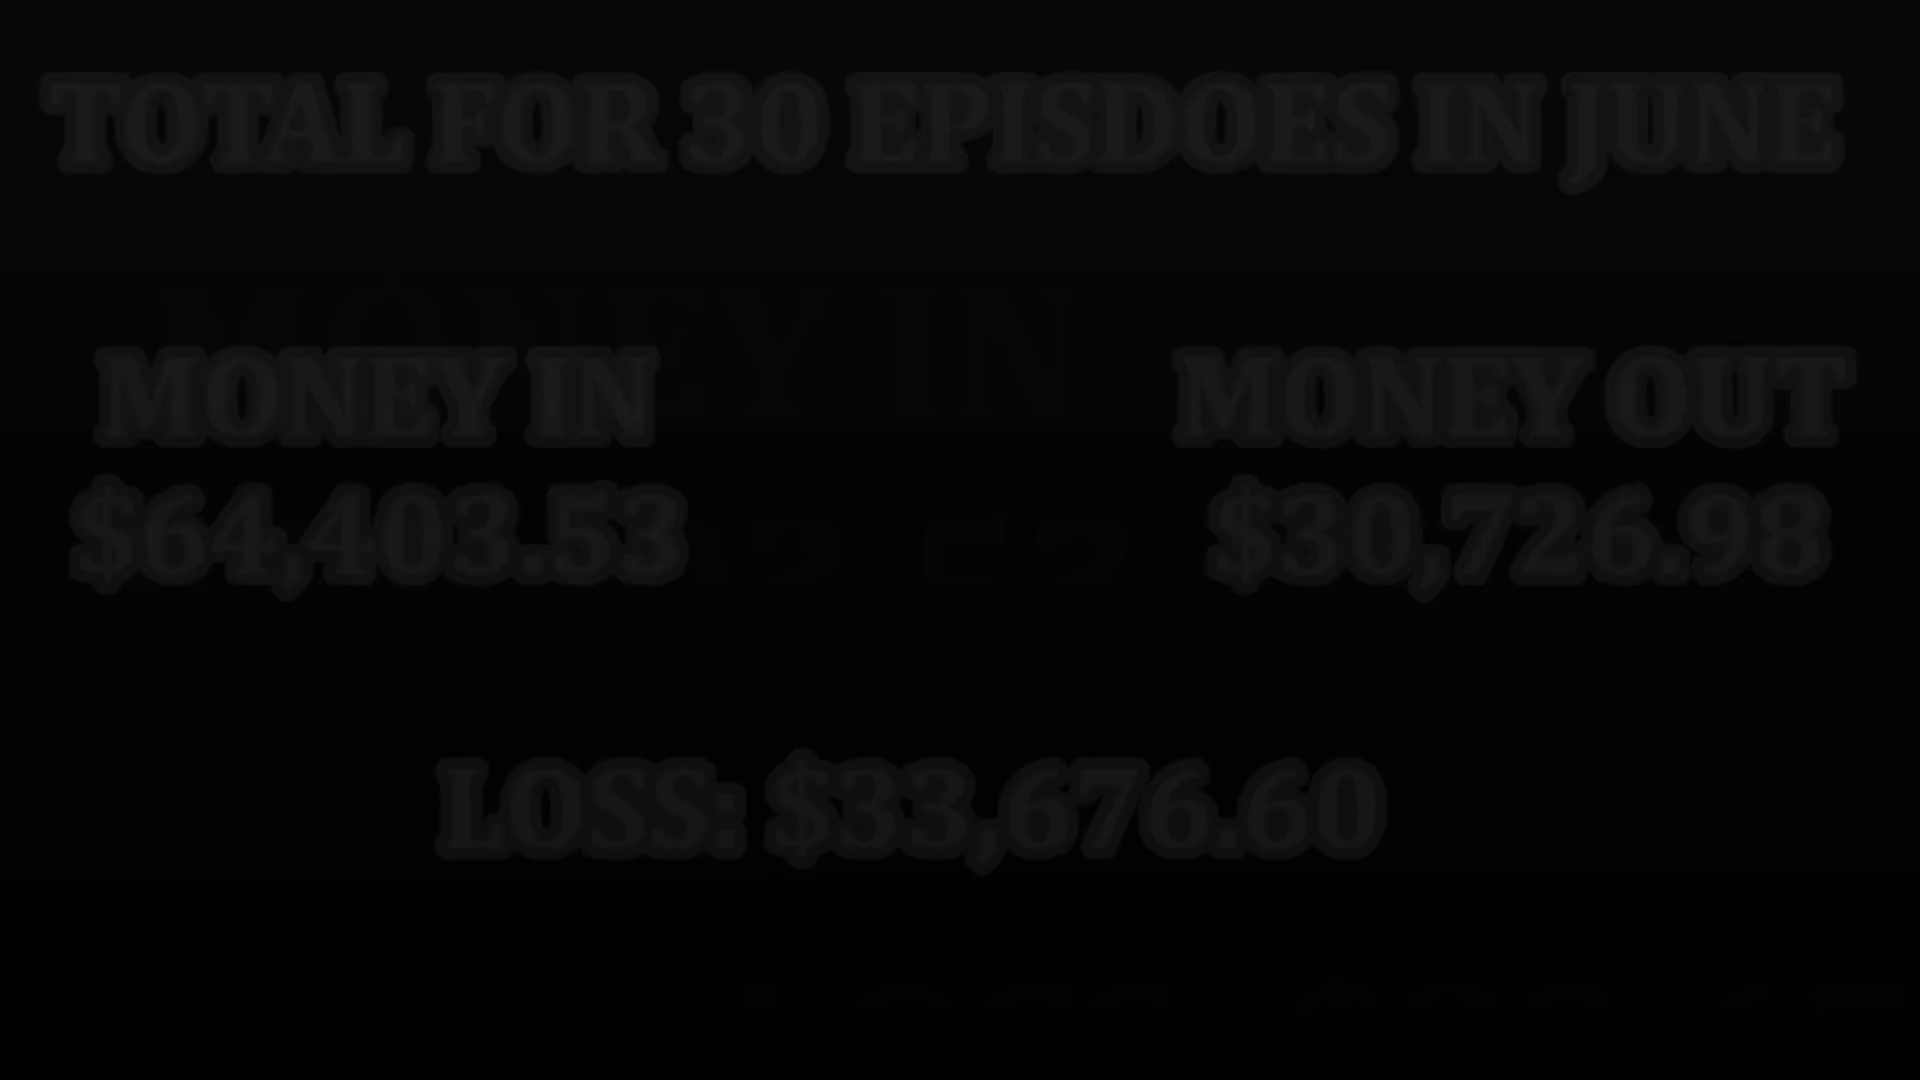 TOTAL FOR 30 EPISDOES IN JUNE
MONEY IN
$64,403.53
MONEY OUT
$30,726.98
LOSS: $33,676.60